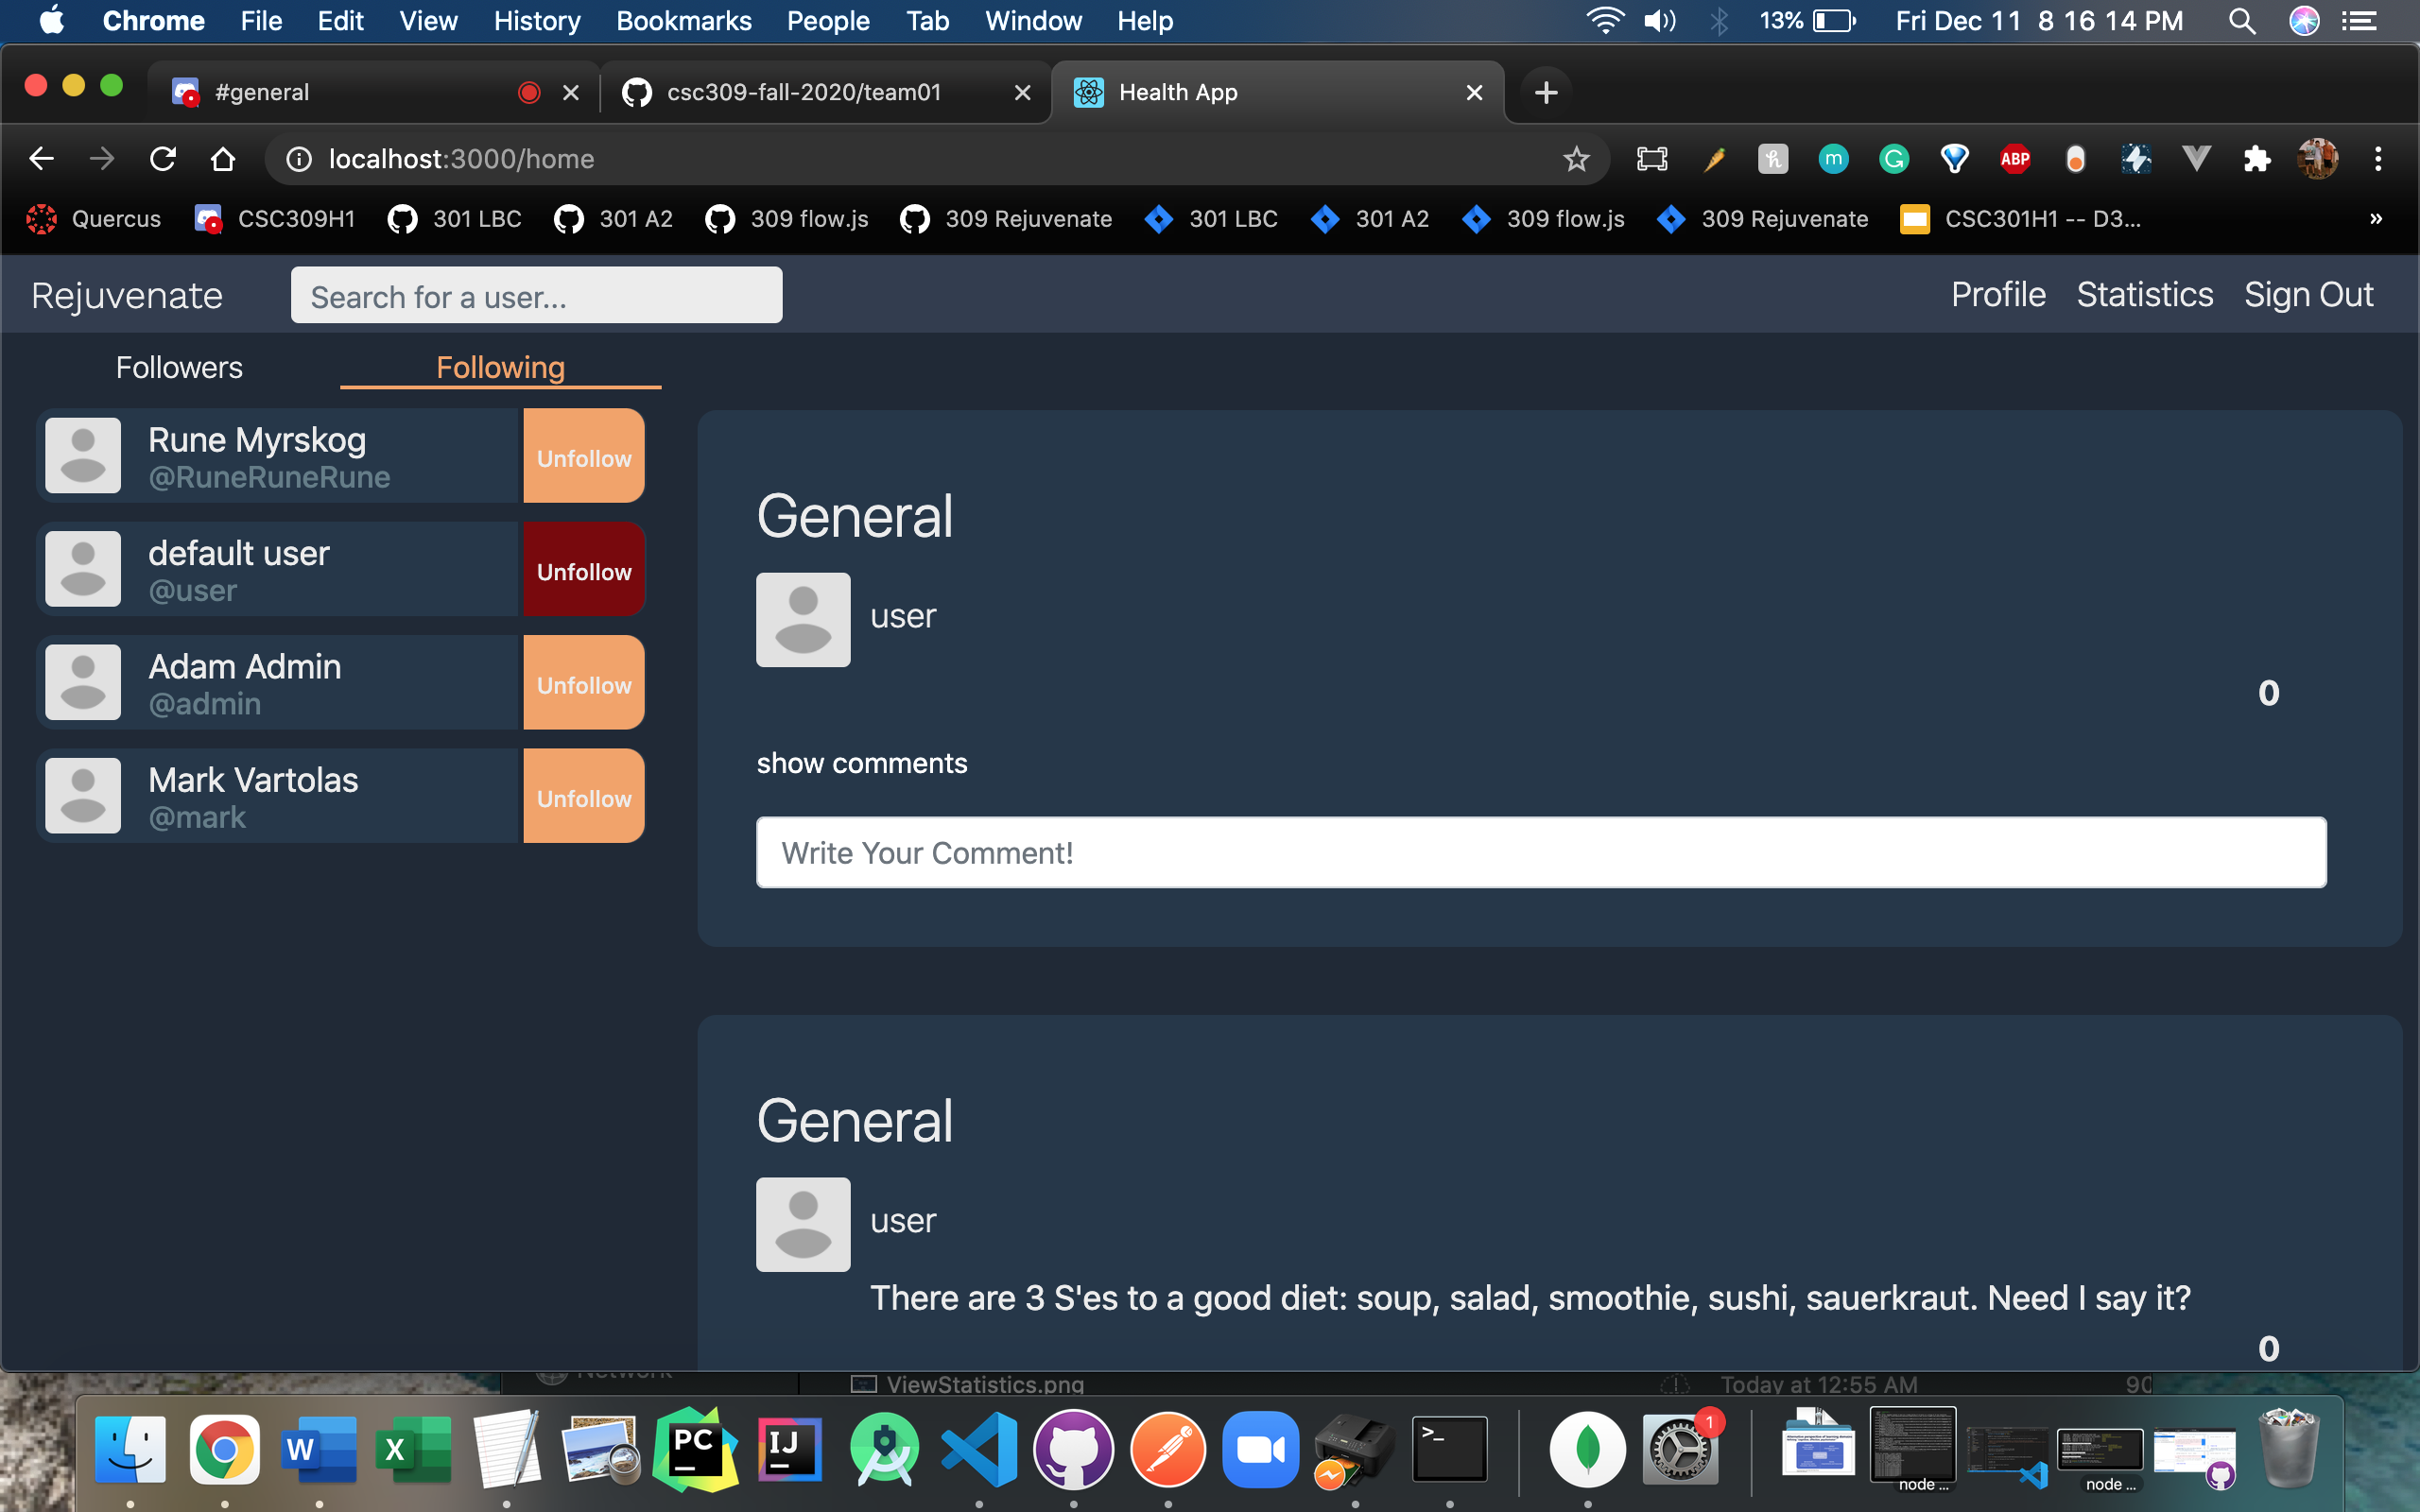 Chrome File Edit View History Bookmarks People Tab Window Help 13% Fri Dec 11 8 16 14 PM
#general csc309-fall-2020/team01 Health App
localhost:3000/home m ABP
Quercus CSC309H1 301 LBC 301 A2 309 flow.js 309 Rejuvenate 301 LBC 301 A2 309 flow.js 309 Rejuvenate CSC301H1 -- D3... »
Rejuvenate Search for a user... Profile Statistics Sign Out
Followers Following
Rune Myrskog
@RuneRuneRune
Unfollow
default user
@user
Unfollow
Adam Admin
@admin
Unfollow
Mark Vartolas
@mark
Unfollow
General
user
0
show comments
Write Your Comment!
General
user
There are 3 S'es to a good diet: soup, salad, smoothie, sushi, sauerkraut. Need I say it?
0
Network ViewStatistics.png Today at 12:55 AM
W X PC IJ >_ 1
node ... node ...